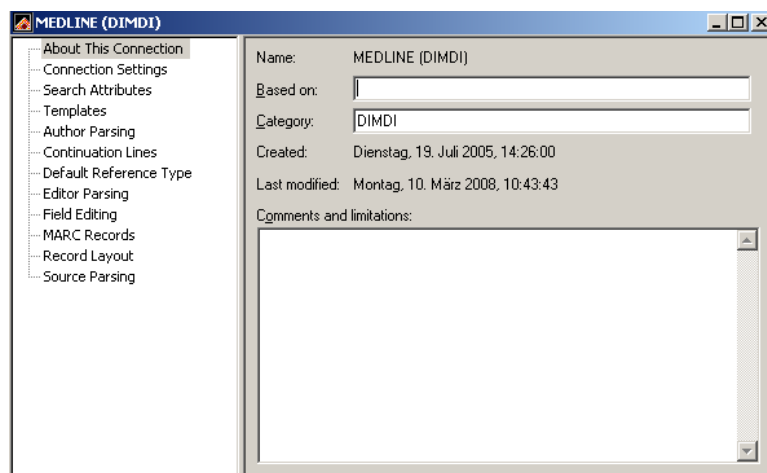 MEDLINE (DIMDI)
About This Connection
Connection Settings
Search Attributes
Templates
Author Parsing
Continuation Lines
Default Reference Type
Editor Parsing
Field Editing
MARC Records
Record Layout
Source Parsing
Name: MEDLINE (DIMDI)
Based on:
Category: DIMDI
Created: Dienstag, 19. Juli 2005, 14:26:00
Last modified: Montag, 10. März 2008, 10:43:43
Comments and limitations: